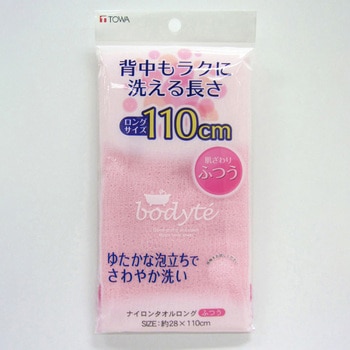 TOWA
背中もラクに
洗える長さ
ロング
サイズ
110cm
肌ざわり
ふつう
bodyté
ゆたかな泡立ちで
さわやか洗い
ナイロンタオルロング ふつう
SIZE:約28×110cm